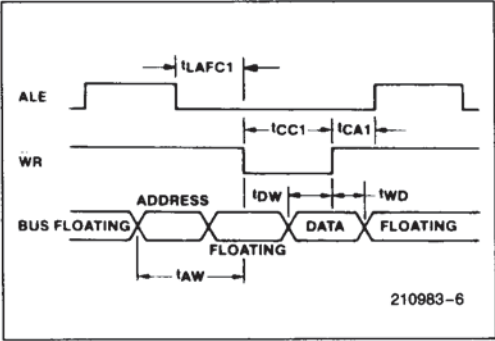 tLAFC1
ALE
tCC1 tCA1
WR
ADDRESS tDW tWD
BUS FLOATING DATA FLOATING
FLOATING
tAW
210983-6